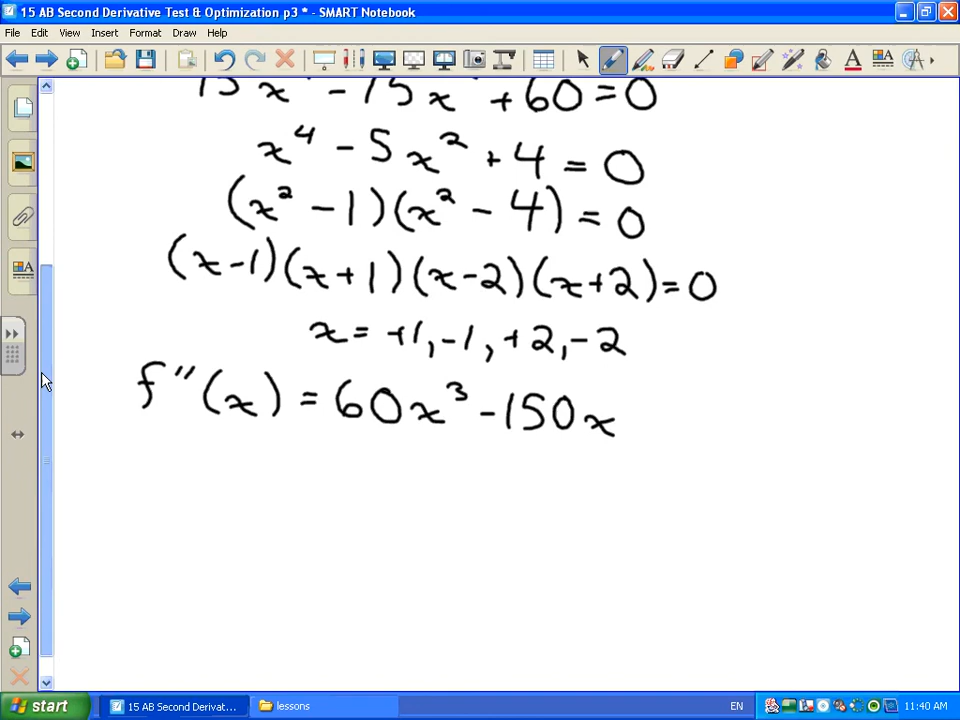 15 AB Second Derivative Test & Optimization p3 * - SMART Notebook
File Edit View Insert Format Draw Help
+60=0
x⁴ - 5x² + 4 = 0
(x² - 1)(x² - 4) = 0
(x-1)(x+1)(x-2)(x+2)=0
x= +1,-1,+2,-2
f"(x) = 60x³ -150x
start 15 AB Second Derivat... lessons EN 11:40 AM